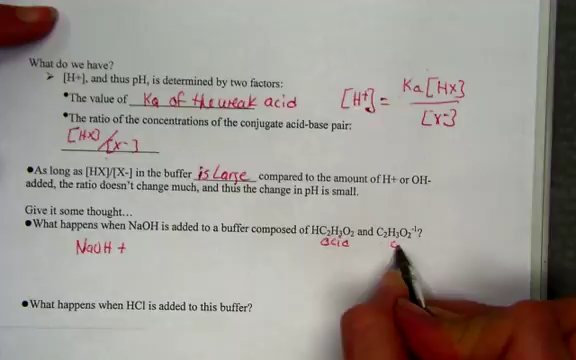 What do we have?
➤ [H+], and thus pH, is determined by two factors:
•The value of Ka of the weak acid
[H+] = Ka[HX] / [X-]
•The ratio of the concentrations of the conjugate acid-base pair:
[HX]/[X-]
●As long as [HX]/[X-] in the buffer is large compared to the amount of H+ or OH-
added, the ratio doesn't change much, and thus the change in pH is small.
Give it some thought…
●What happens when NaOH is added to a buffer composed of HC₂H₃O₂ and C₂H₃O₂⁻¹?
acid
NaOH +
●What happens when HCl is added to this buffer?